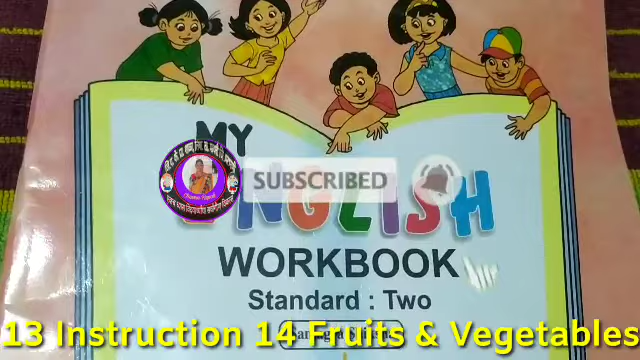 MY
ENGLISH
SUBSCRIBED
WORKBOOK
Standard : Two
13 Instruction 14 Fruits & Vegetables